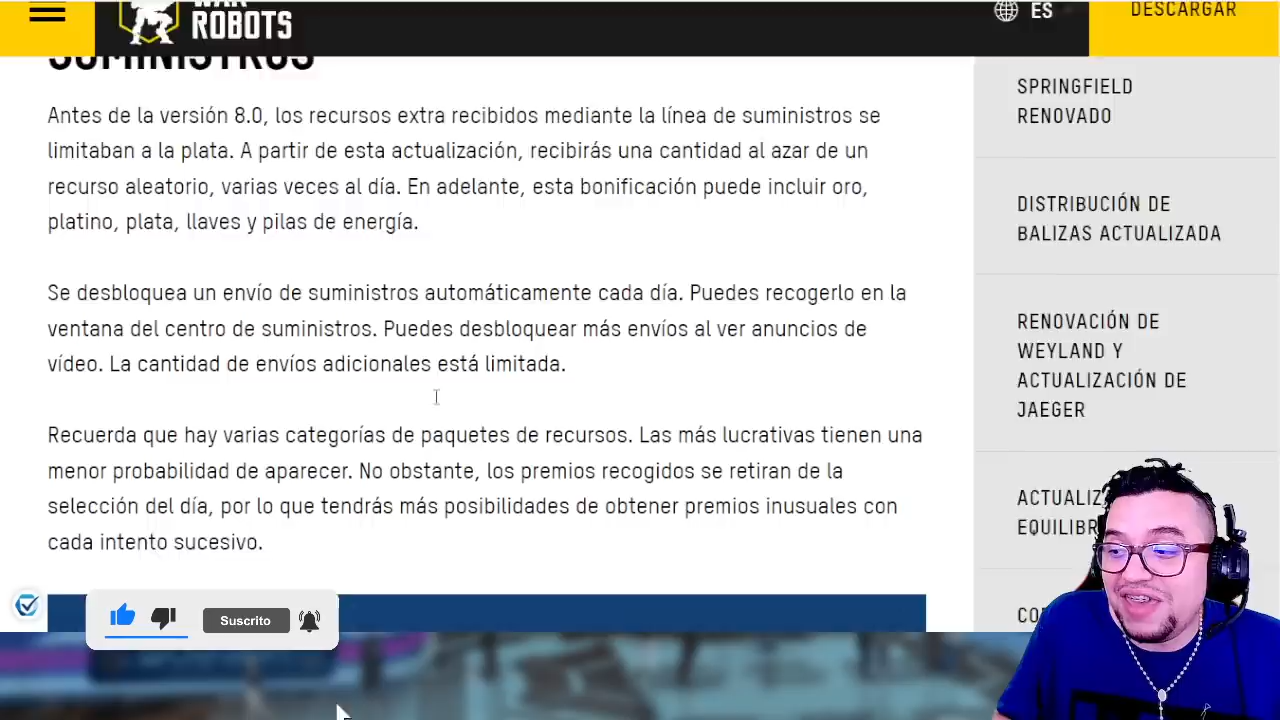 WAR
ROBOTS
ES
DESCARGAR
SUMINISTROS
Antes de la versión 8.0, los recursos extra recibidos mediante la línea de suministros se
limitaban a la plata. A partir de esta actualización, recibirás una cantidad al azar de un
recurso aleatorio, varias veces al día. En adelante, esta bonificación puede incluir oro,
platino, plata, llaves y pilas de energía.
Se desbloquea un envío de suministros automáticamente cada día. Puedes recogerlo en la
ventana del centro de suministros. Puedes desbloquear más envíos al ver anuncios de
vídeo. La cantidad de envíos adicionales está limitada.
Recuerda que hay varias categorías de paquetes de recursos. Las más lucrativas tienen una
menor probabilidad de aparecer. No obstante, los premios recogidos se retiran de la
selección del día, por lo que tendrás más posibilidades de obtener premios inusuales con
cada intento sucesivo.
SPRINGFIELD
RENOVADO
DISTRIBUCIÓN DE
BALIZAS ACTUALIZADA
RENOVACIÓN DE
WEYLAND Y
ACTUALIZACIÓN DE
JAEGER
Suscrito